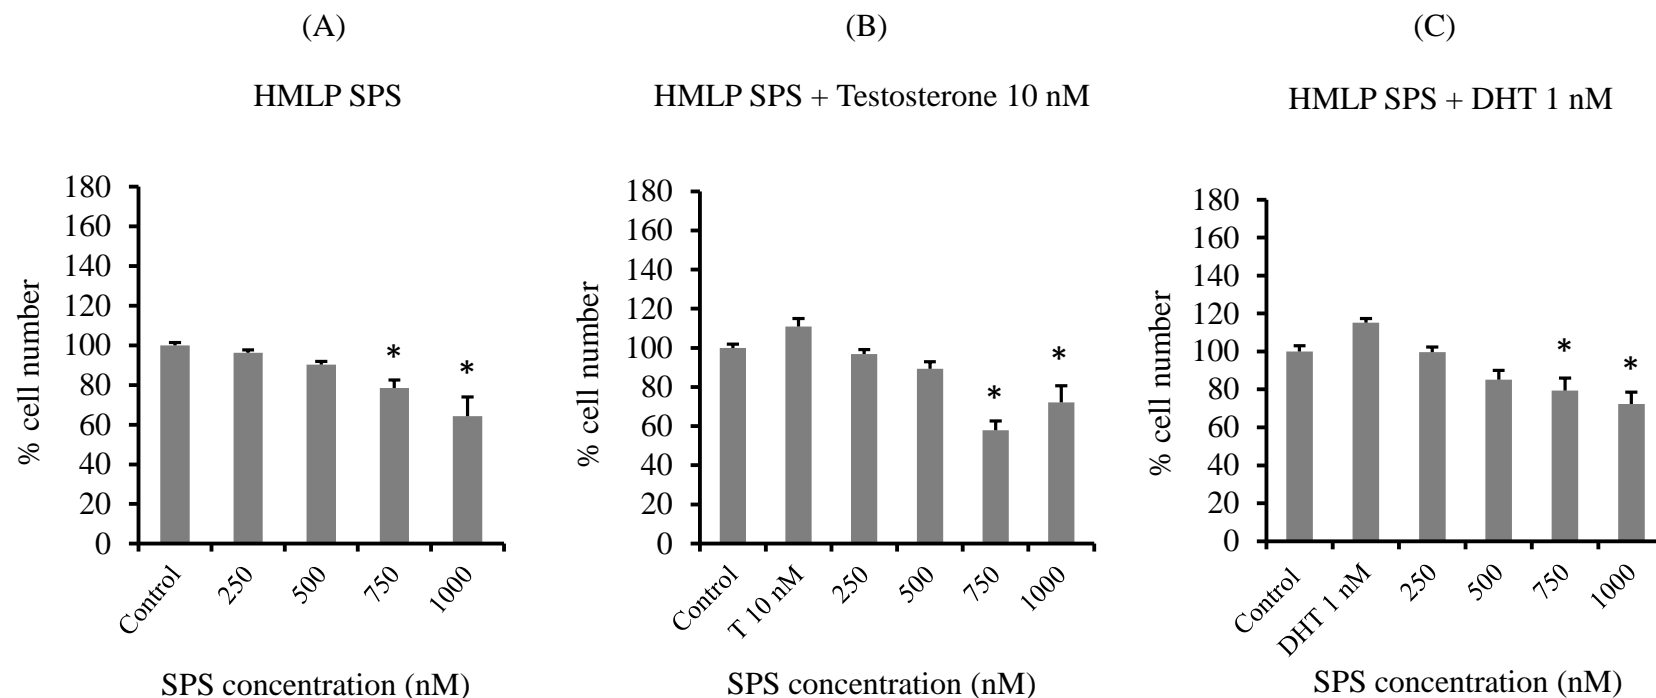 (A)
HMLP SPS
% cell number
180
160
140
120
100
80
60
40
20
0
*
*
Control
250
500
750
1000
SPS concentration (nM)
(B)
HMLP SPS + Testosterone 10 nM
% cell number
180
160
140
120
100
80
60
40
20
0
*
*
Control
T 10 nM
250
500
750
1000
SPS concentration (nM)
(C)
HMLP SPS + DHT 1 nM
% cell number
180
160
140
120
100
80
60
40
20
0
*
*
Control
DHT 1 nM
250
500
750
1000
SPS concentration (nM)